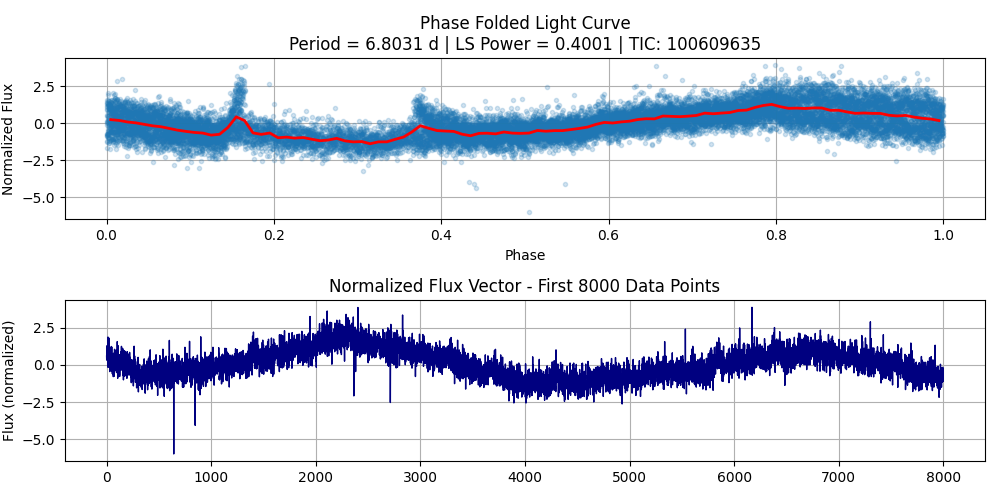 Phase Folded Light Curve
Period = 6.8031 d | LS Power = 0.4001 | TIC: 100609635
Normalized Flux
2.5
0.0
−2.5
−5.0
0.0 0.2 0.4 0.6 0.8 1.0
Phase
Normalized Flux Vector - First 8000 Data Points
Flux (normalized)
2.5
0.0
−2.5
−5.0
0 1000 2000 3000 4000 5000 6000 7000 8000